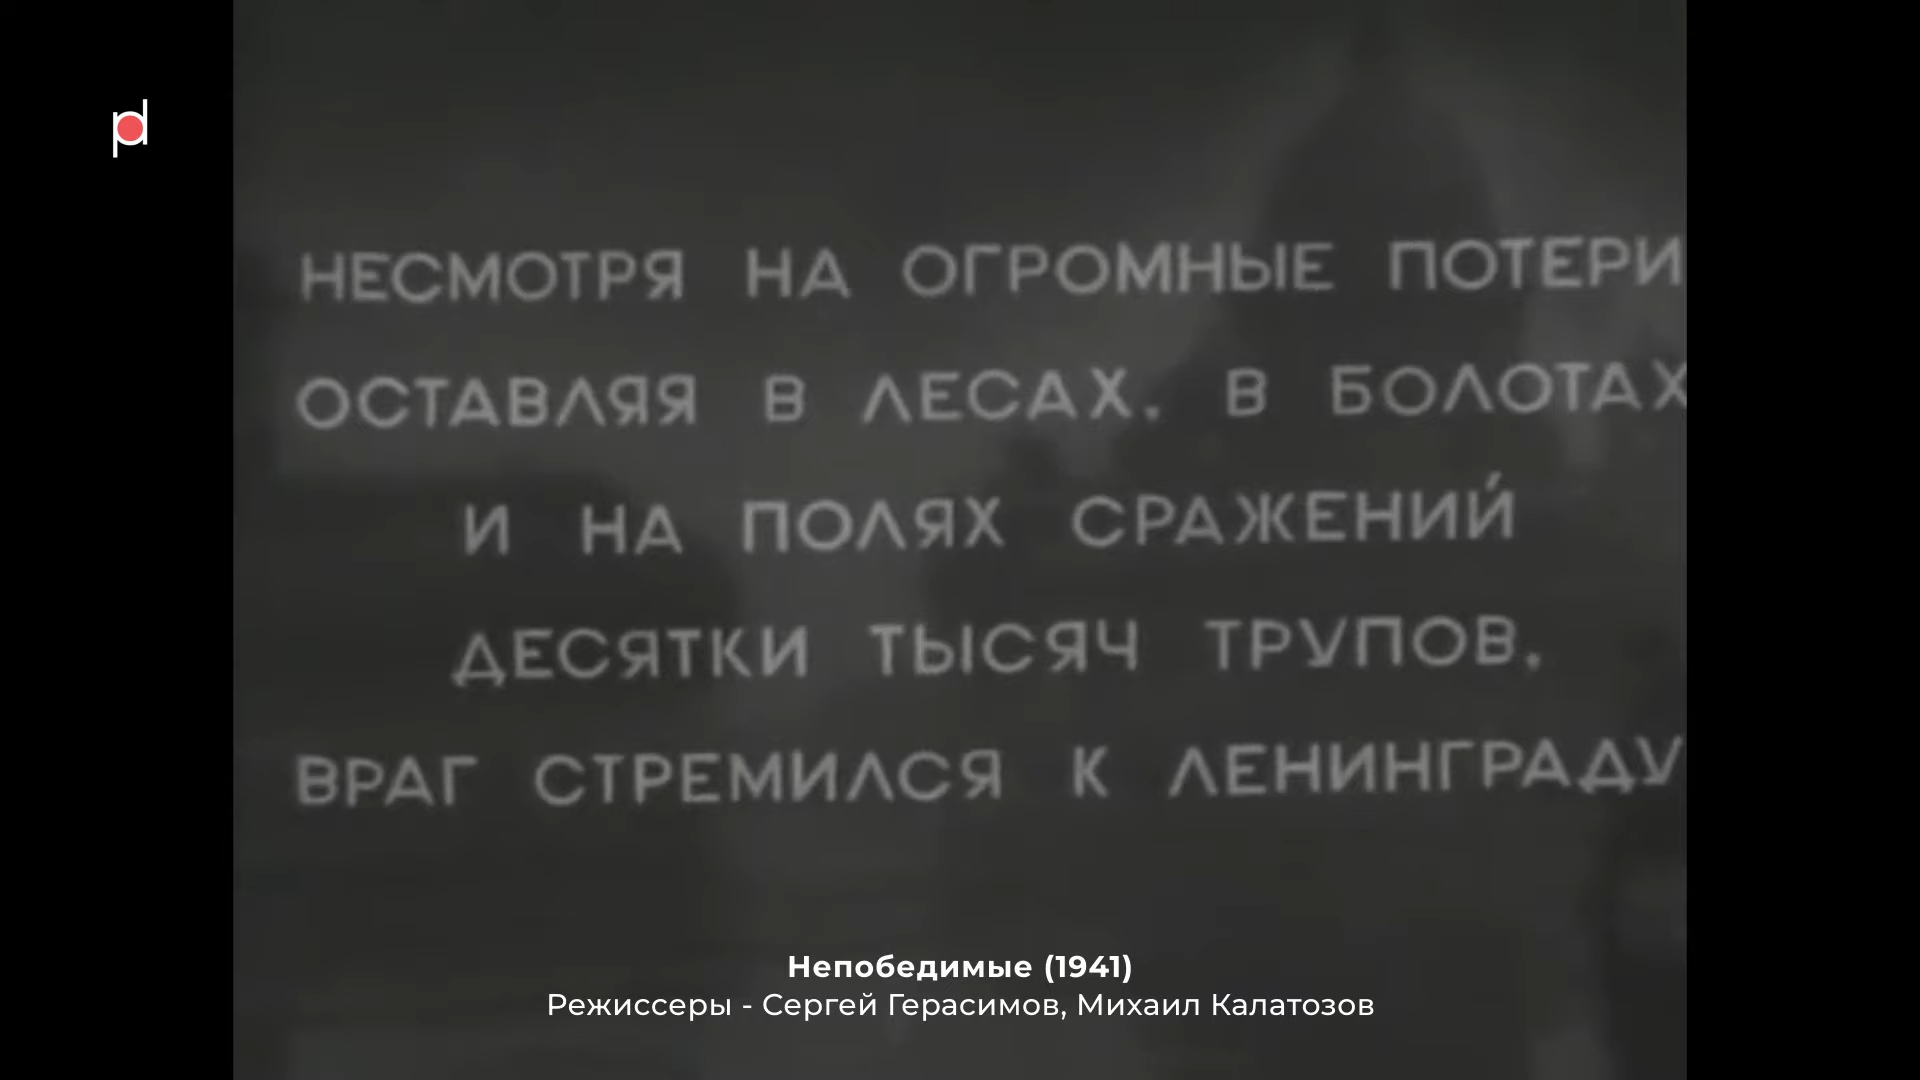 НЕСМОТРЯ НА ОГРОМНЫЕ ПОТЕРИ
ОСТАВЛЯЯ В ЛЕСАХ, В БОЛОТАХ
И НА ПОЛЯХ СРАЖЕНИЙ
ДЕСЯТКИ ТЫСЯЧ ТРУПОВ,
ВРАГ СТРЕМИЛСЯ К ЛЕНИНГРАДУ
Непобедимые (1941)
Режиссеры - Сергей Герасимов, Михаил Калатозов